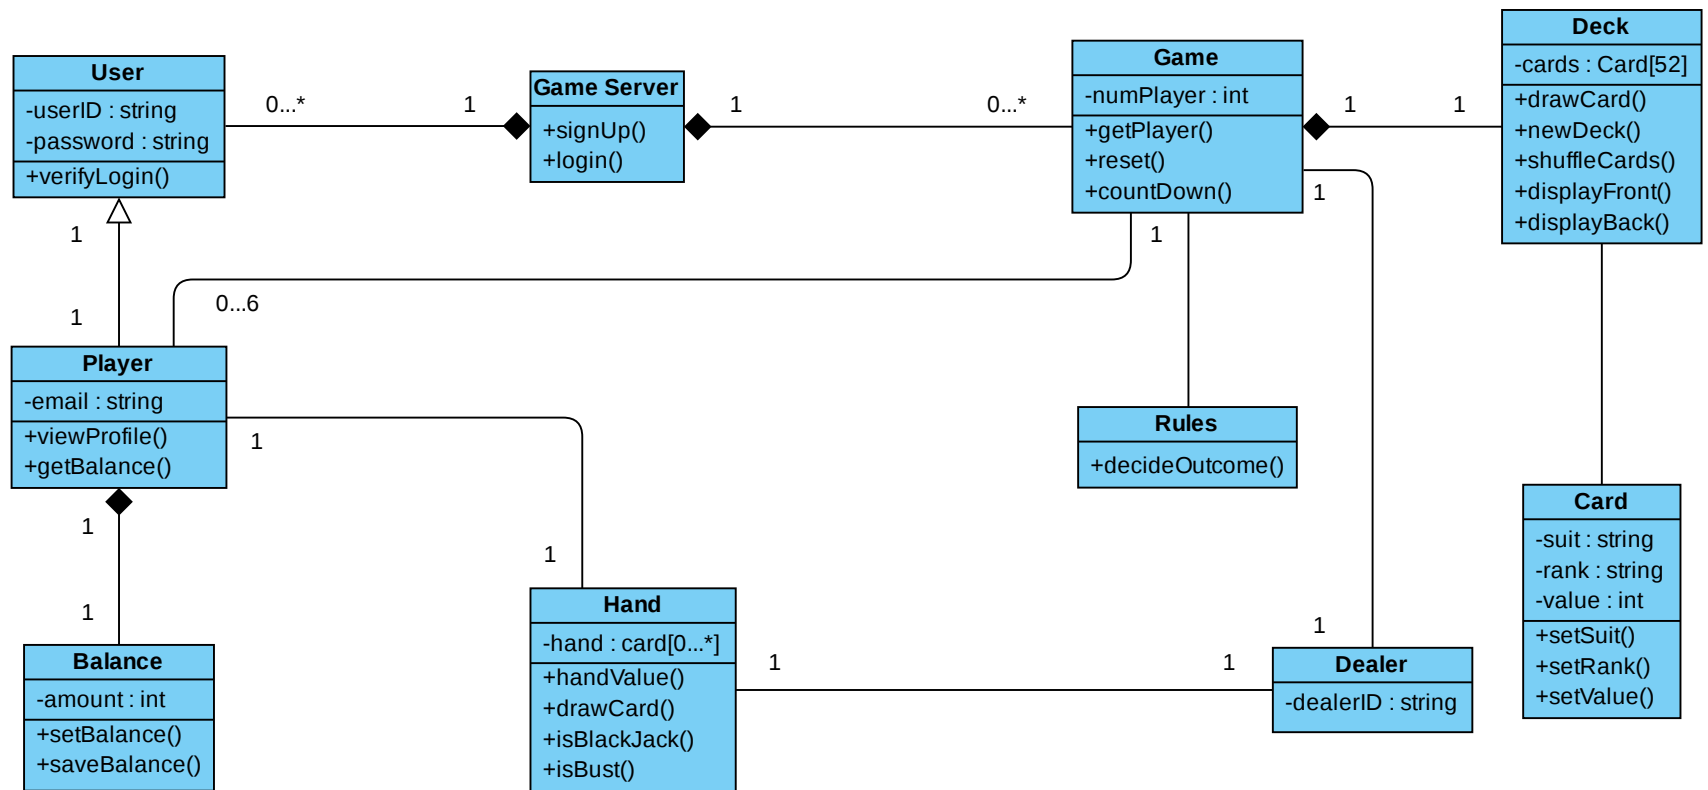 User
-userID : string
-password : string
+verifyLogin()
0...*
1
Game Server
+signUp()
+login()
1
0...*
Game
-numPlayer : int
+getPlayer()
+reset()
+countDown()
1
1
Deck
-cards : Card[52]
+drawCard()
+newDeck()
+shuffleCards()
+displayFront()
+displayBack()
1
1
1
0...6
1
Player
-email : string
+viewProfile()
+getBalance()
1
1
Rules
+decideOutcome()
Card
-suit : string
-rank : string
-value : int
+setSuit()
+setRank()
+setValue()
1
1
Balance
-amount : int
+setBalance()
+saveBalance()
Hand
-hand : card[0...*]
+handValue()
+drawCard()
+isBlackJack()
+isBust()
1
1
1
Dealer
-dealerID : string